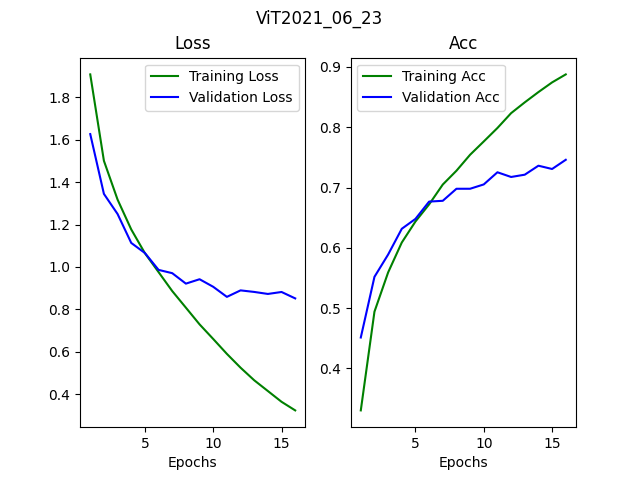 ViT2021_06_23
Loss
Training Loss
Validation Loss
1.8
1.6
1.4
1.2
1.0
0.8
0.6
0.4
5 10 15
Epochs
Acc
Training Acc
Validation Acc
0.9
0.8
0.7
0.6
0.5
0.4
5 10 15
Epochs